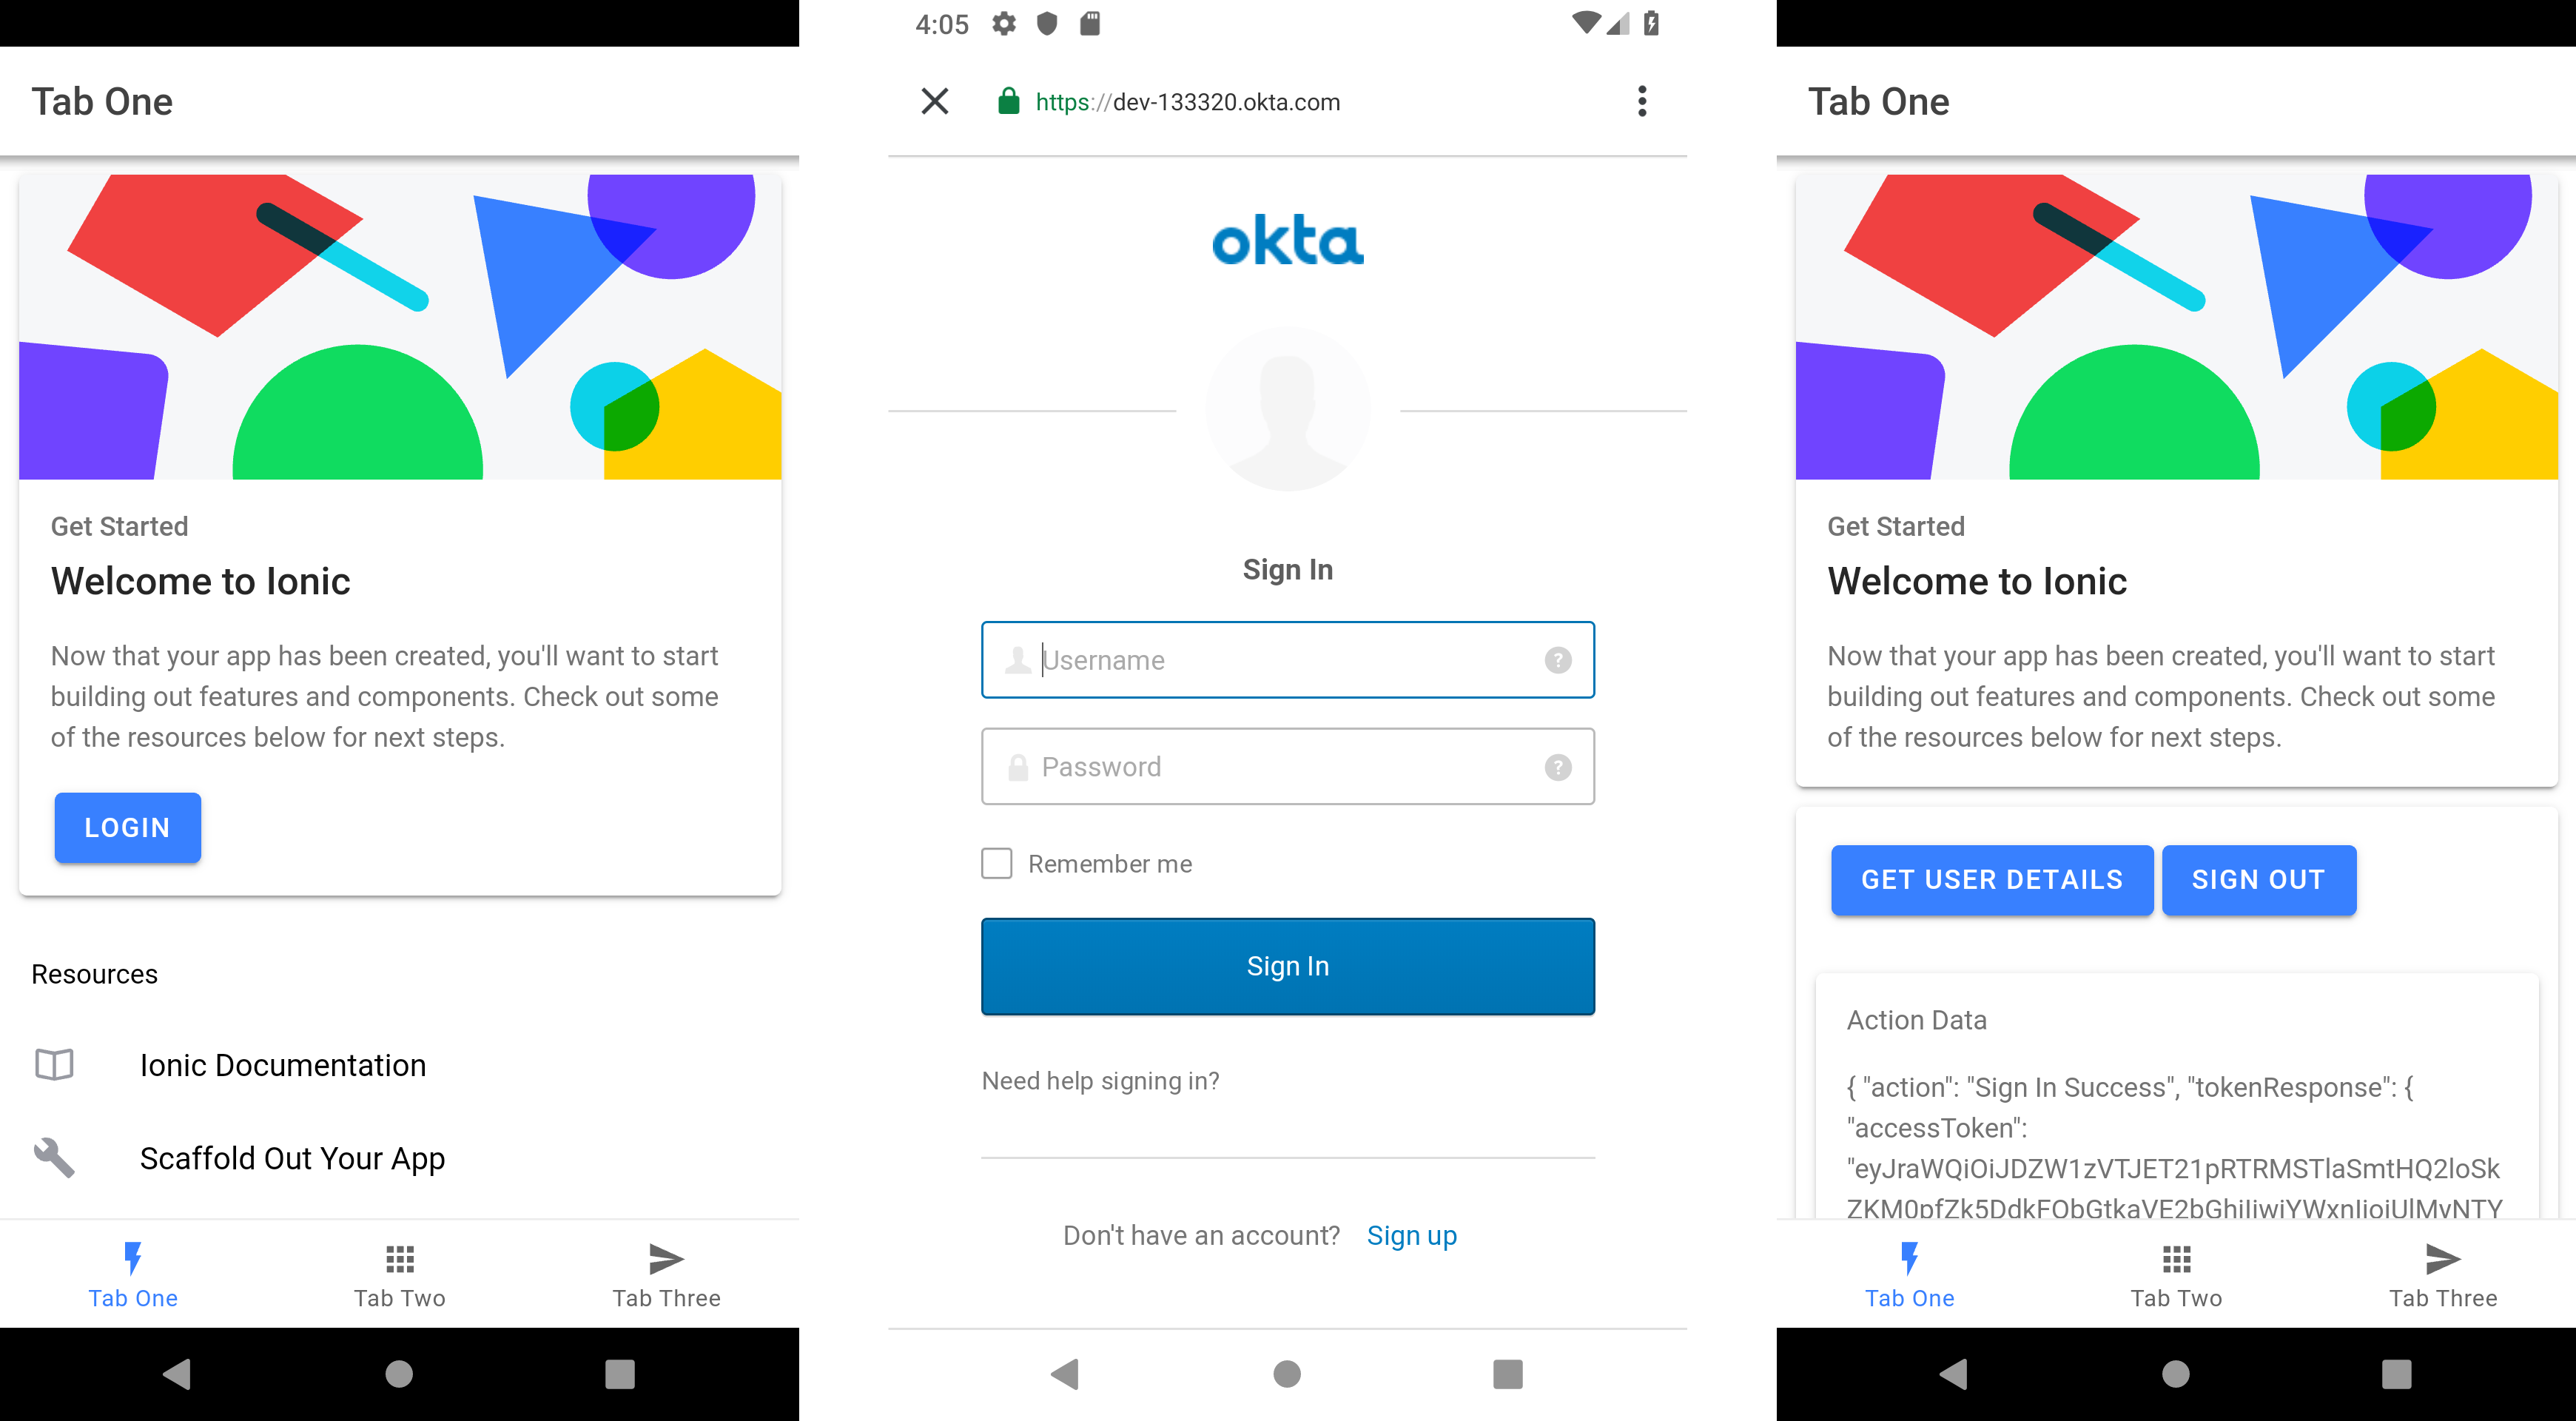 Tab One
Get Started
Welcome to Ionic
Now that your app has been created, you'll want to start
building out features and components. Check out some
of the resources below for next steps.
LOGIN
Resources
Ionic Documentation
Scaffold Out Your App
Tab One
Tab Two
Tab Three
4:05
https://dev-133320.okta.com
okta
Sign In
Username
Password
Remember me
Sign In
Need help signing in?
Don't have an account? Sign up
Tab One
Get Started
Welcome to Ionic
Now that your app has been created, you'll want to start
building out features and components. Check out some
of the resources below for next steps.
GET USER DETAILS
SIGN OUT
Action Data
{ "action": "Sign In Success", "tokenResponse": {
"accessToken":
"eyJraWQiOiJDZW1zVTJET21pRTRMSTlaSmtHQ2loSk
Tab One
Tab Two
Tab Three